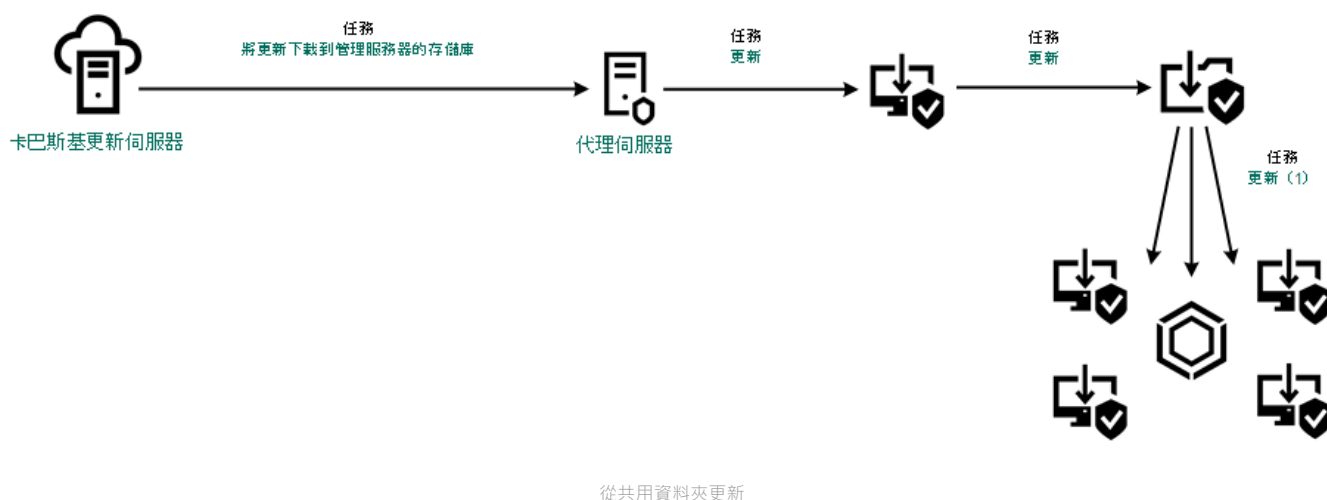 任務
將更新下載到管理服務器的存儲庫
任務
更新
任務
更新
卡巴斯基更新伺服器
代理伺服器
任務
更新（1）
從共用資料夾更新